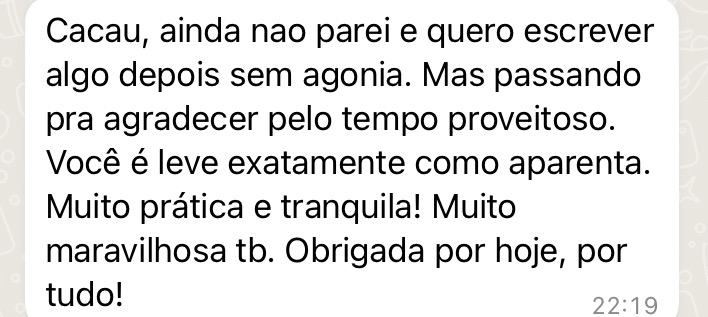 Cacau, ainda nao parei e quero escrever
algo depois sem agonia. Mas passando
pra agradecer pelo tempo proveitoso.
Você é leve exatamente como aparenta.
Muito prática e tranquila! Muito
maravilhosa tb. Obrigada por hoje, por
tudo!
22:19